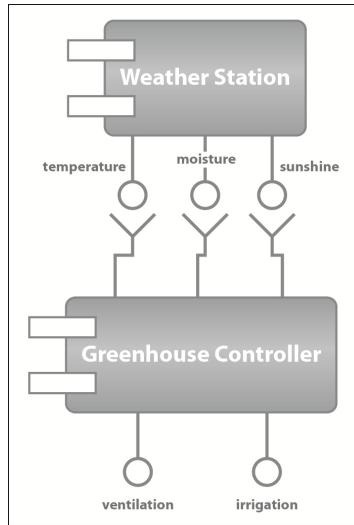 Weather Station
temperature
moisture
sunshine
Greenhouse Controller
ventilation
irrigation